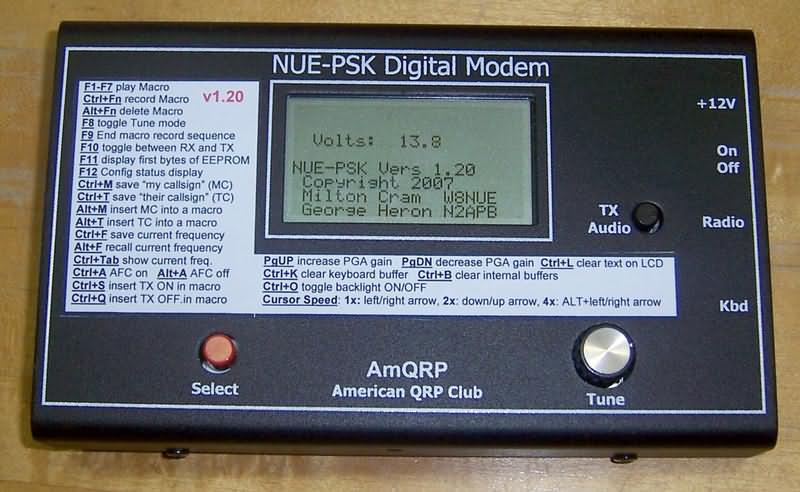 NUE-PSK Digital Modem
F1-F7 play Macro
Ctrl+Fn record Macro v1.20
Alt+Fn delete Macro
F8 toggle Tune mode
F9 End macro record sequence
F10 toggle between RX and TX
F11 display first bytes of EEPROM
F12 Config status display
Ctrl+M save "my callsign" (MC)
Ctrl+T save "their callsign" (TC)
Alt+M insert MC into a macro
Alt+T insert TC into a macro
Ctrl+F save current frequency
Alt+F recall current frequency
Ctrl+Tab show current freq.
Ctrl+A AFC on Alt+A AFC off
Ctrl+S insert TX ON in macro
Ctrl+Q insert TX OFF.in macro
Volts: 13.8
NUE-PSK Vers 1.20
Copyright 2007
Milton Cram W8NUE
George Heron N2APB
+12V
On
Off
TX
Audio
Radio
Kbd
PgUP increase PGA gain PgDN decrease PGA gain Ctrl+L clear text on LCD
Ctrl+K clear keyboard buffer Ctrl+B clear internal buffers
Ctrl+O toggle backlight ON/OFF
Cursor Speed: 1x: left/right arrow, 2x: down/up arrow, 4x: ALT+left/right arrow
Select
AmQRP
American QRP Club
Tune